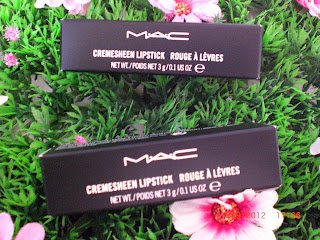 MAC
CREMESHEEN LIPSTICK ROUGE À LÈVRES
NET WT./POIDS NET 3 g/0.1 US OZ ℮
MAC
CREMESHEEN LIPSTICK ROUGE À LÈVRES
NET WT./POIDS NET 3 g/0.1 US OZ ℮
2012